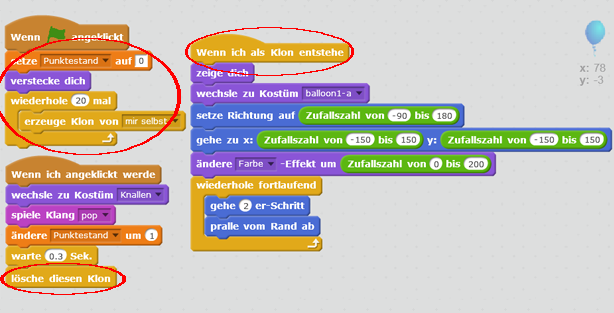 Wenn angeklickt
setze Punktestand auf 0
verstecke dich
wiederhole 20 mal
erzeuge Klon von mir selbst
Wenn ich angeklickt werde
wechsle zu Kostüm Knallen
spiele Klang pop
ändere Punktestand um 1
warte 0.3 Sek.
lösche diesen Klon
Wenn ich als Klon entstehe
zeige dich
wechsle zu Kostüm balloon1-a
setze Richtung auf Zufallszahl von -90 bis 180
gehe zu x: Zufallszahl von -150 bis 150 y: Zufallszahl von -150 bis 150
ändere Farbe -Effekt um Zufallszahl von 0 bis 200
wiederhole fortlaufend
gehe 2 er-Schritt
pralle vom Rand ab
x: 78
y: -3